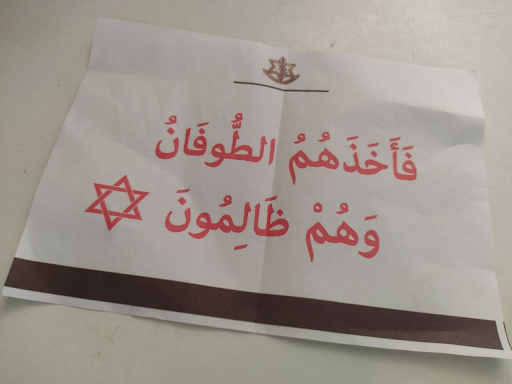 فَأَخَذَهُمُ الطُّوفَانُ
وَهُمْ ظَالِمُونَ